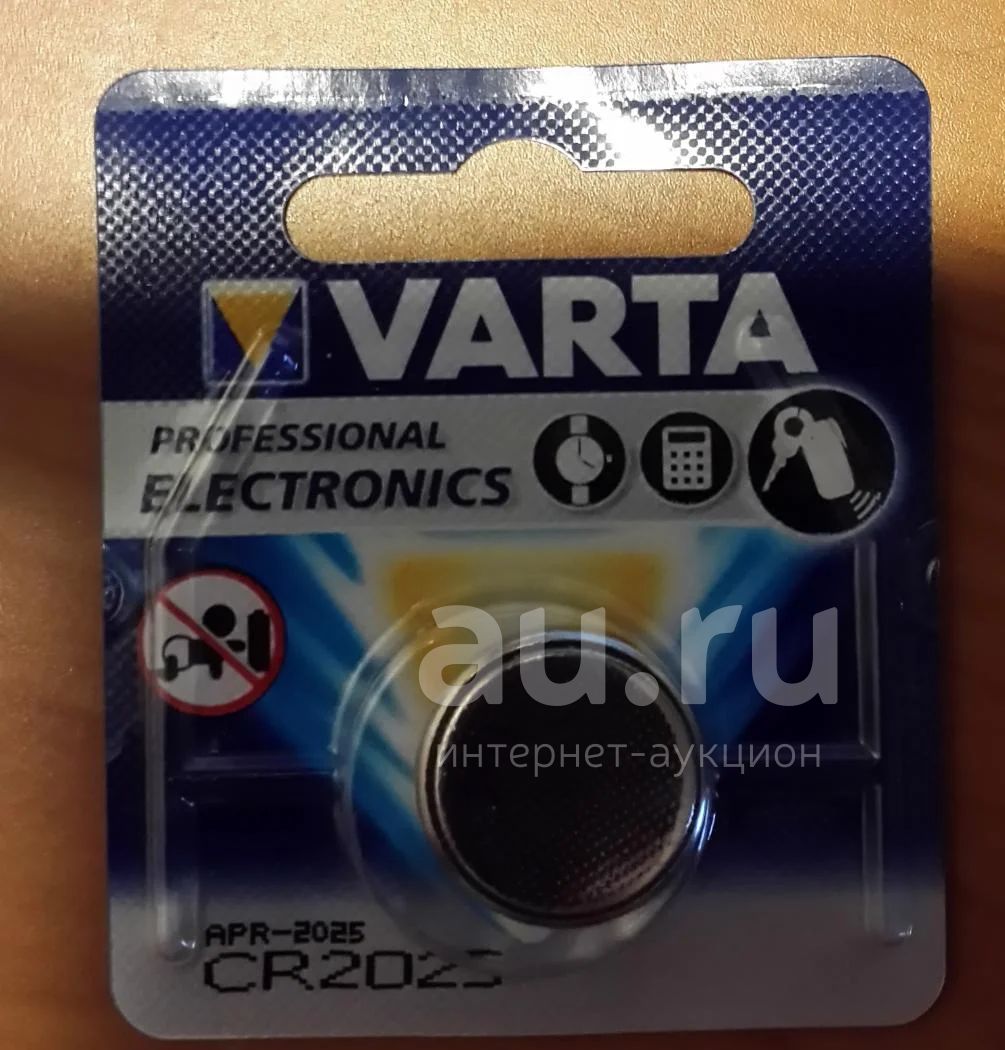 VARTA
PROFESSIONAL
ELECTRONICS
au.ru
интернет-аукцион
APR-2025
CR2025